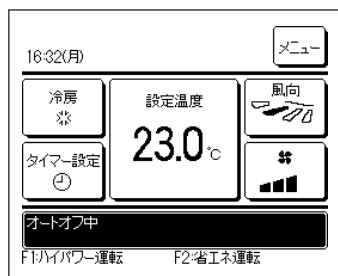 16:32(月)
メニュー
冷房
設定温度
風向
23.0℃
タイマー設定
オートオフ中
F1:ハイパワー運転 F2:省エネ運転